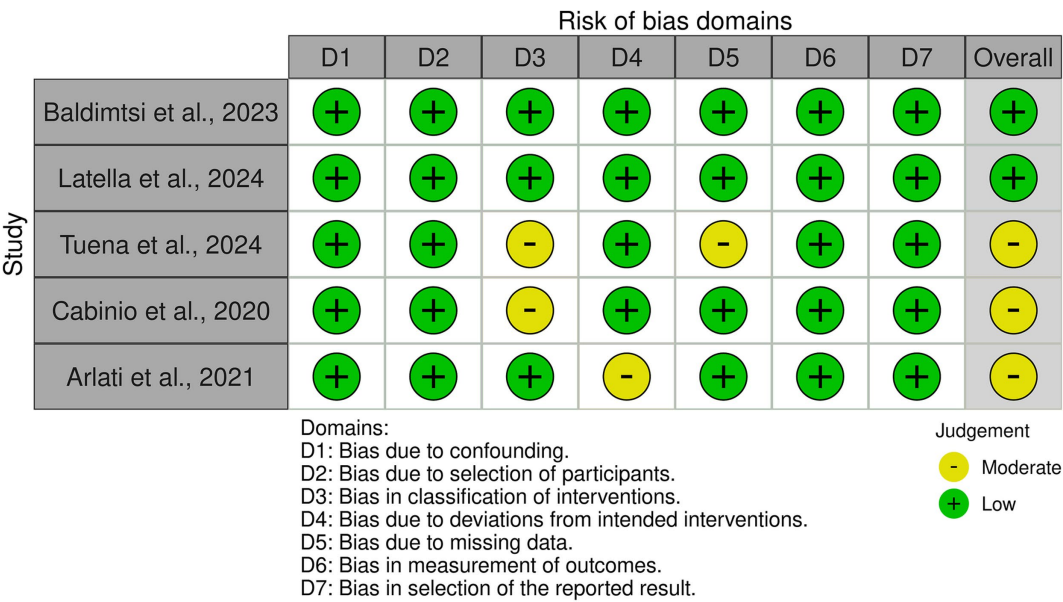 Risk of bias domains
D1 D2 D3 D4 D5 D6 D7 Overall
Study
Baldimtsi et al., 2023 + + + + + + + +
Latella et al., 2024 + + + + + + + +
Tuena et al., 2024 + + - + - + + -
Cabinio et al., 2020 + + - + + + + -
Arlati et al., 2021 + + + - + + + -
Domains:
D1: Bias due to confounding.
D2: Bias due to selection of participants.
D3: Bias in classification of interventions.
D4: Bias due to deviations from intended interventions.
D5: Bias due to missing data.
D6: Bias in measurement of outcomes.
D7: Bias in selection of the reported result.
Judgement
- Moderate
+ Low